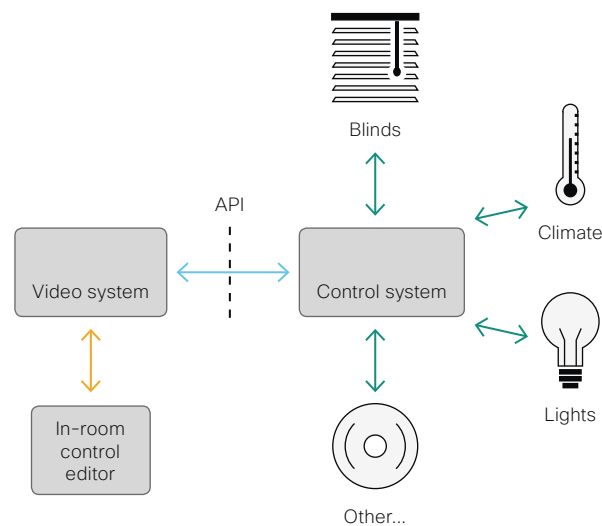 Blinds
API
Climate
Video system
Control system
In-room
control
editor
Lights
Other...